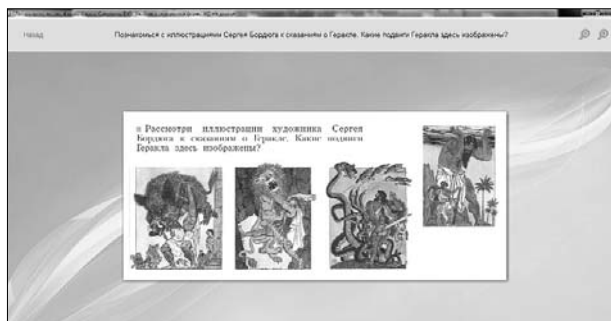 Назад
Познакомься с иллюстрациями Сергея Бордюга к сказаниям о Геракле. Какие подвиги Геракла здесь изображены?
Рассмотри иллюстрации художника Сергея
Бордюга к сказаниям о Геракле. Какие подвиги
Геракла здесь изображены?